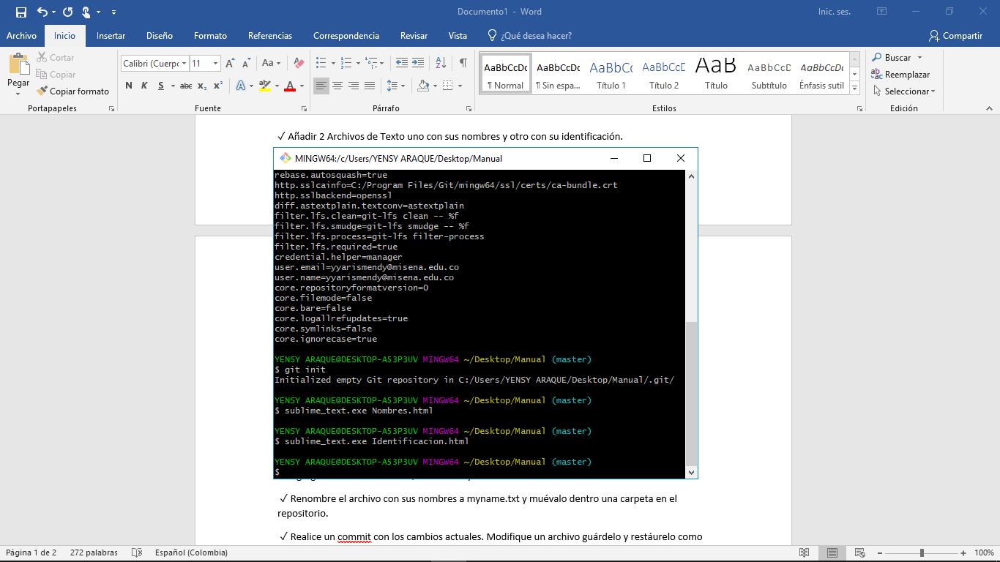 Documento1 - Word
Inic. ses.
Archivo
Inicio
Insertar
Diseño
Formato
Referencias
Correspondencia
Revisar
Vista
¿Qué desea hacer?
Compartir
Pegar
Cortar
Copiar
Copiar formato
Portapapeles
Calibri (Cuerpo
11
Aa
N K S abc x₂ x²
Fuente
Párrafo
AaBbCcDc
¶ Normal
AaBbCcDc
¶ Sin espa...
AaBbCc
Título 1
AaBbCcD
Título 2
AaB
Título
AaBbCcD
Subtítulo
AaBbCcDc
Énfasis sutil
Estilos
Buscar
Reemplazar
Seleccionar
Edición
✓ Añadir 2 Archivos de Texto uno con sus nombres y otro con su identificación.
MINGW64:/c/Users/YENSY ARAQUE/Desktop/Manual
rebase.autosquash=true
http.sslcainfo=C:/Program Files/Git/mingw64/ssl/certs/ca-bundle.crt
http.sslbackend=openssl
diff.astextplain.textconv=astextplain
filter.lfs.clean=git-lfs clean -- %f
filter.lfs.smudge=git-lfs smudge -- %f
filter.lfs.process=git-lfs filter-process
filter.lfs.required=true
credential.helper=manager
user.email=yyarismendy@misena.edu.co
user.name=yyarismendy@misena.edu.co
core.repositoryformatversion=0
core.filemode=false
core.bare=false
core.logallrefupdates=true
core.symlinks=false
core.ignorecase=true
YENSY ARAQUE@DESKTOP-A53P3UV MINGW64 ~/Desktop/Manual (master)
$ git init
Initialized empty Git repository in C:/Users/YENSY ARAQUE/Desktop/Manual/.git/
YENSY ARAQUE@DESKTOP-A53P3UV MINGW64 ~/Desktop/Manual (master)
$ sublime_text.exe Nombres.html
YENSY ARAQUE@DESKTOP-A53P3UV MINGW64 ~/Desktop/Manual (master)
$ sublime_text.exe Identificacion.html
YENSY ARAQUE@DESKTOP-A53P3UV MINGW64 ~/Desktop/Manual (master)
$
✓ Renombre el archivo con sus nombres a myname.txt y muévalo dentro una carpeta en el
repositorio.
✓ Realice un commit con los cambios actuales. Modifique un archivo guárdelo y restáurelo como
Página 1 de 2
272 palabras
Español (Colombia)
100%